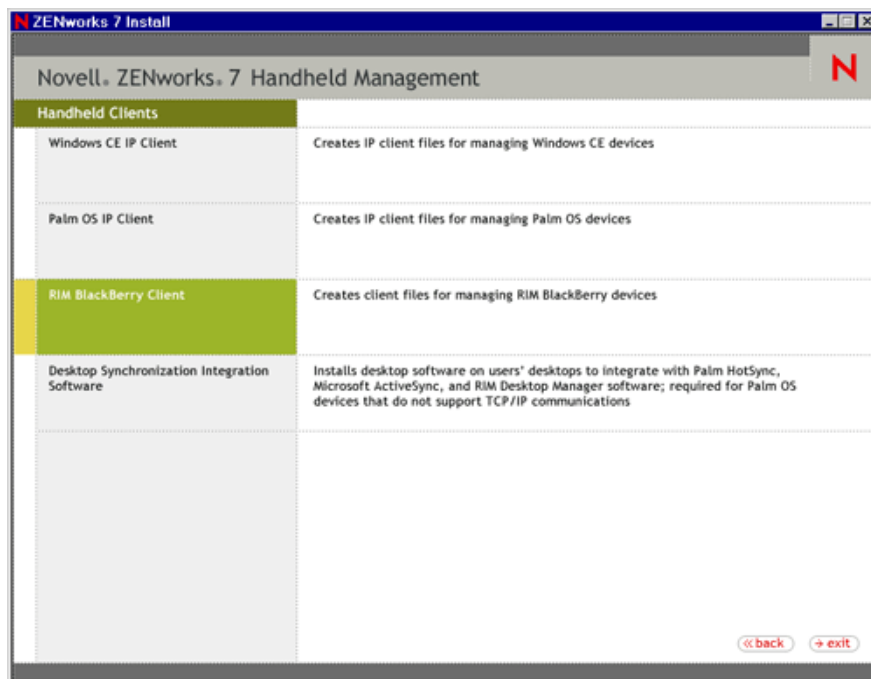 N ZENworks 7 Install
Novell® ZENworks® 7 Handheld Management
N
Handheld Clients
Windows CE IP Client
Creates IP client files for managing Windows CE devices
Palm OS IP Client
Creates IP client files for managing Palm OS devices
RIM BlackBerry Client
Creates client files for managing RIM BlackBerry devices
Desktop Synchronization Integration
Software
Installs desktop software on users' desktops to integrate with Palm HotSync,
Microsoft ActiveSync, and RIM Desktop Manager software; required for Palm OS
devices that do not support TCP/IP communications
back
exit